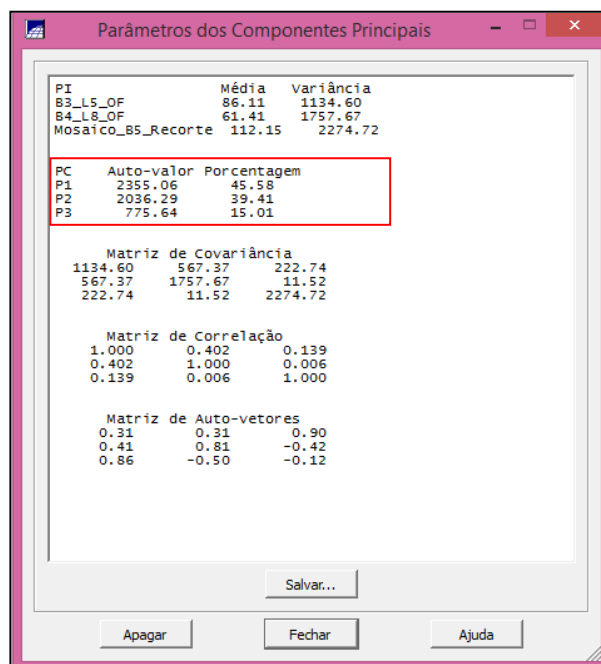 Parâmetros dos Componentes Principais
PI Média Variância
B3_L5_OF 86.11 1134.60
B4_L8_OF 61.41 1757.67
Mosaico_B5_Recorte 112.15 2274.72
PC Auto-valor Porcentagem
P1 2355.06 45.58
P2 2036.29 39.41
P3 775.64 15.01
Matriz de Covariância
1134.60 567.37 222.74
567.37 1757.67 11.52
222.74 11.52 2274.72
Matriz de Correlação
1.000 0.402 0.139
0.402 1.000 0.006
0.139 0.006 1.000
Matriz de Auto-vetores
0.31 0.31 0.90
0.41 0.81 -0.42
0.86 -0.50 -0.12
Salvar...
Apagar Fechar Ajuda